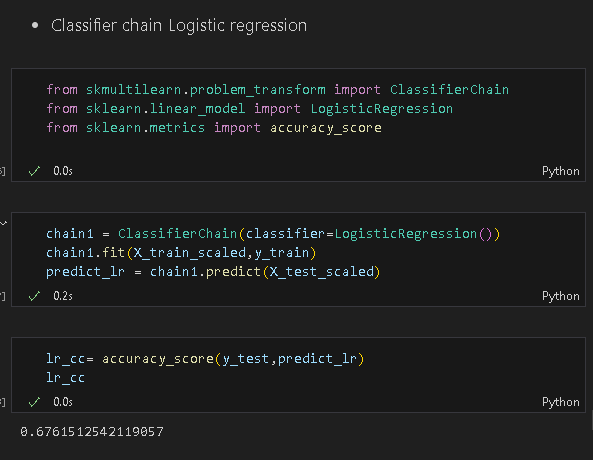 • Classifier chain Logistic regression
from skmultilearn.problem_transform import ClassifierChain
from sklearn.linear_model import LogisticRegression
from sklearn.metrics import accuracy_score
✓ 0.0s Python
chain1 = ClassifierChain(classifier=LogisticRegression())
chain1.fit(X_train_scaled,y_train)
predict_lr = chain1.predict(X_test_scaled)
✓ 0.2s Python
lr_cc= accuracy_score(y_test,predict_lr)
lr_cc
✓ 0.0s Python
0.6761512542119057